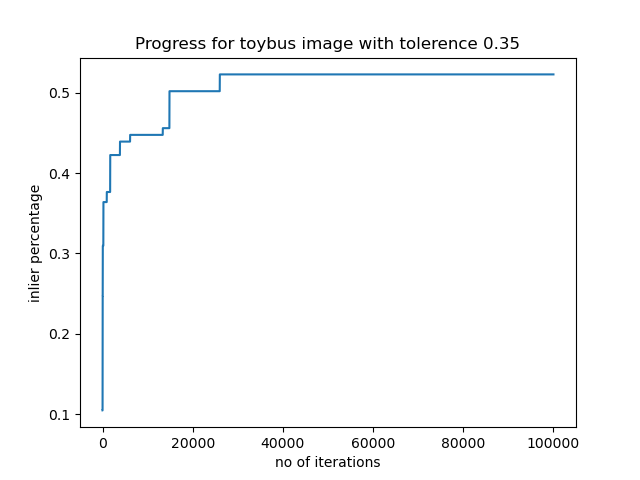 Progress for toybus image with tolerence 0.35
inlier percentage
0.5
0.4
0.3
0.2
0.1
0 20000 40000 60000 80000 100000
no of iterations